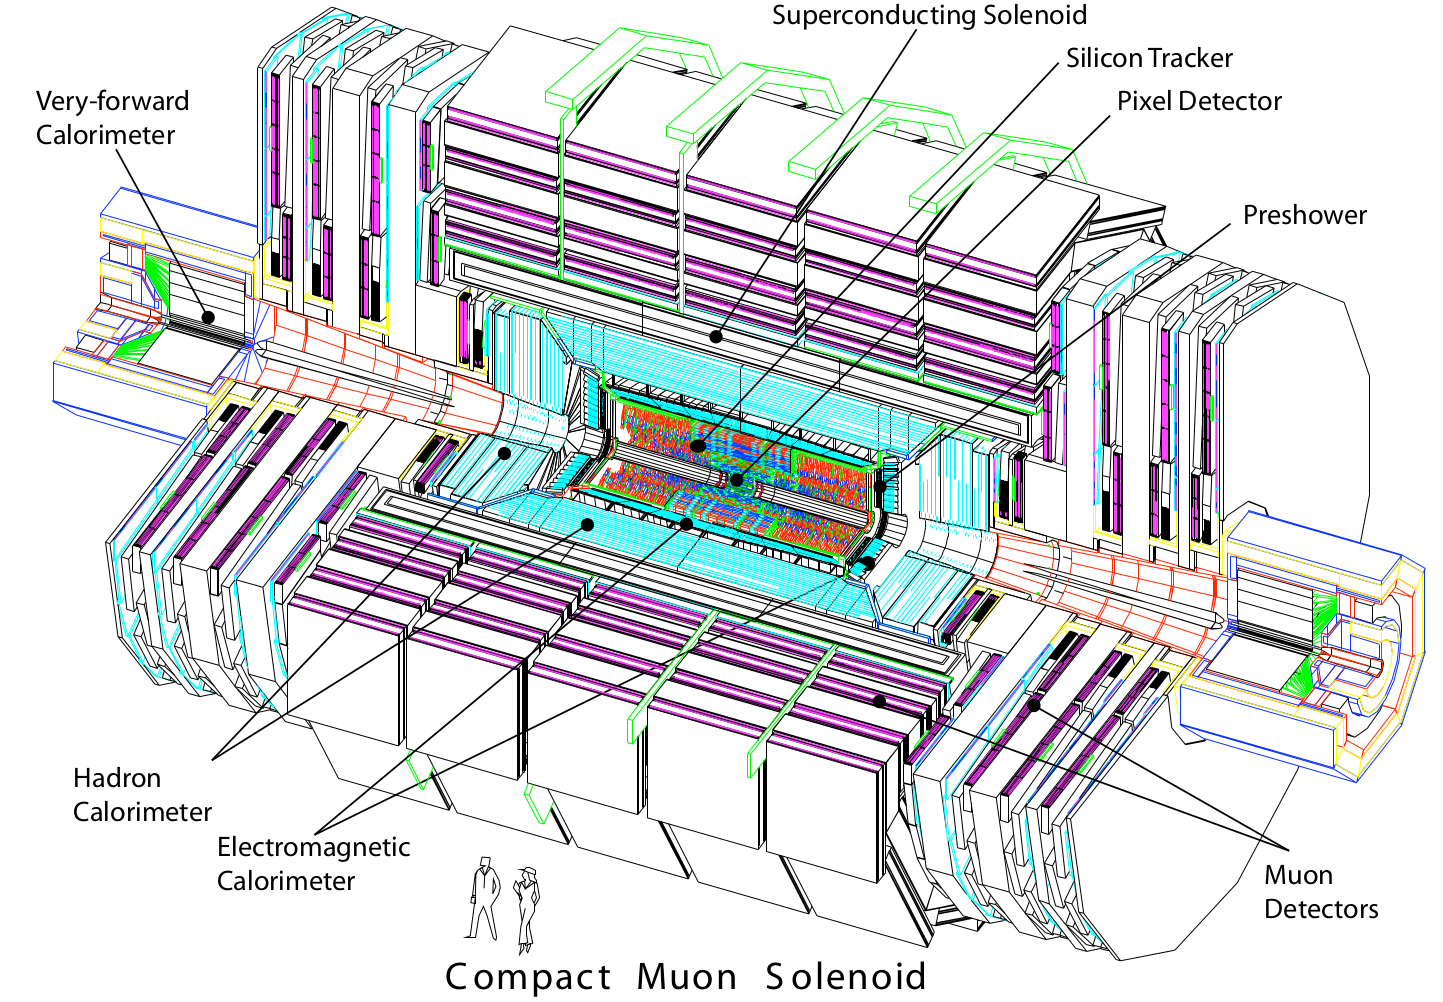 Superconducting Solenoid
Silicon Tracker
Pixel Detector
Very-forward
Calorimeter
Preshower
Hadron
Calorimeter
Electromagnetic
Calorimeter
Muon
Detectors
Compact Muon Solenoid